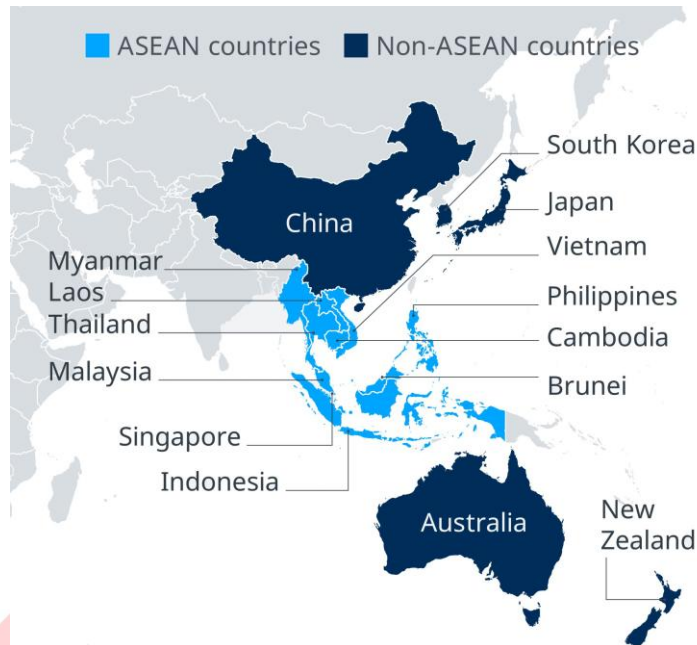 ASEAN countries Non-ASEAN countries
South Korea
China
Japan
Vietnam
Myanmar
Laos
Philippines
Thailand
Cambodia
Malaysia
Brunei
Singapore
Indonesia
Australia
New
Zealand